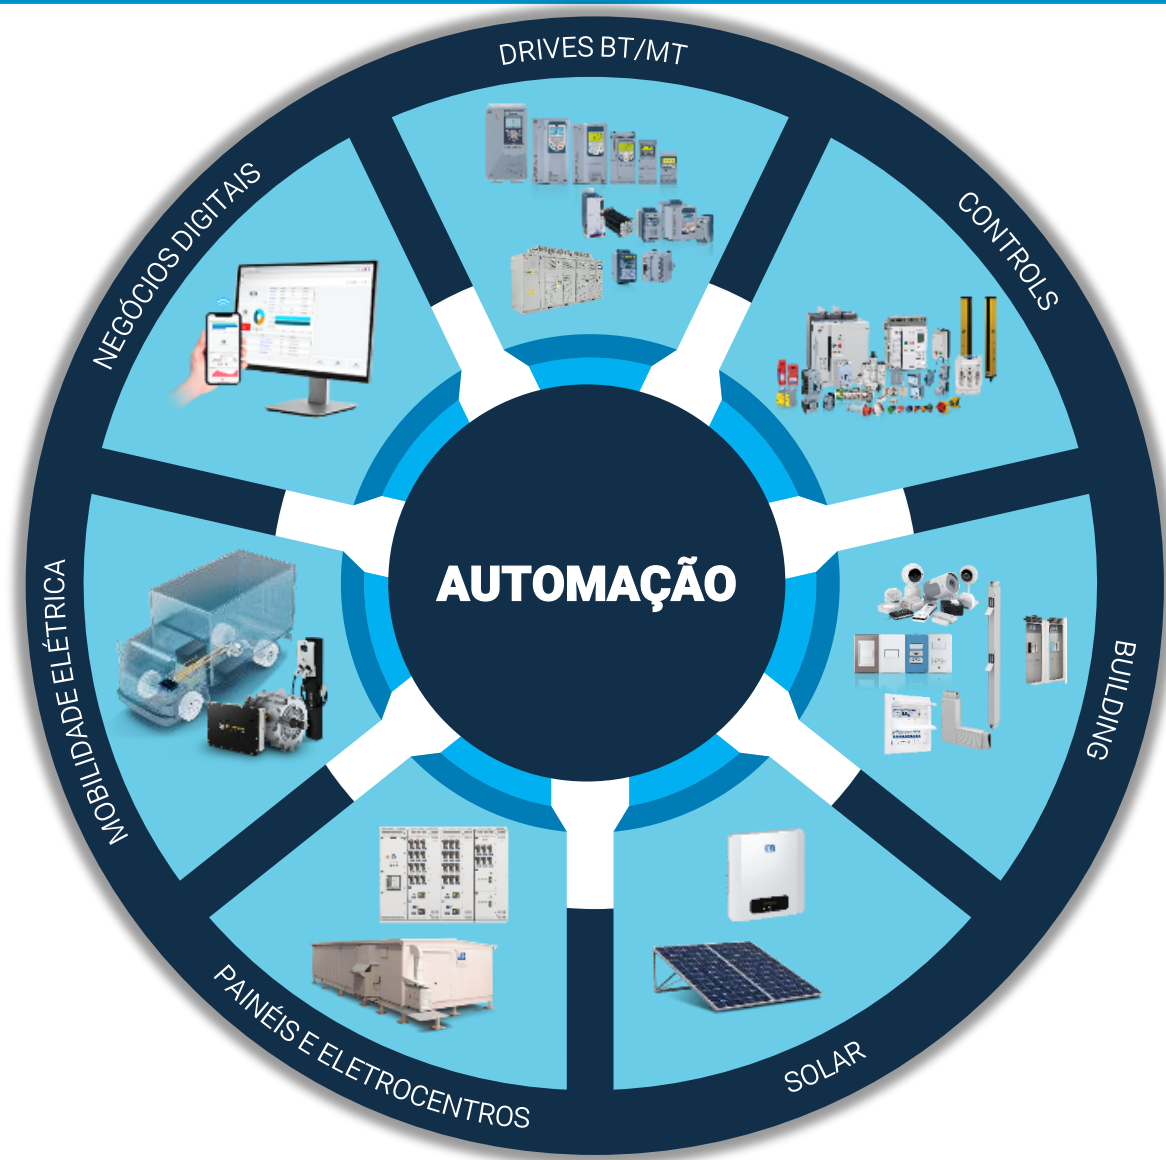 DRIVES BT/MT
CONTROLS
BUILDING
SOLAR
PAINÉIS E ELETROCENTROS
MOBILIDADE ELÉTRICA
NEGÓCIOS DIGITAIS
AUTOMAÇÃO